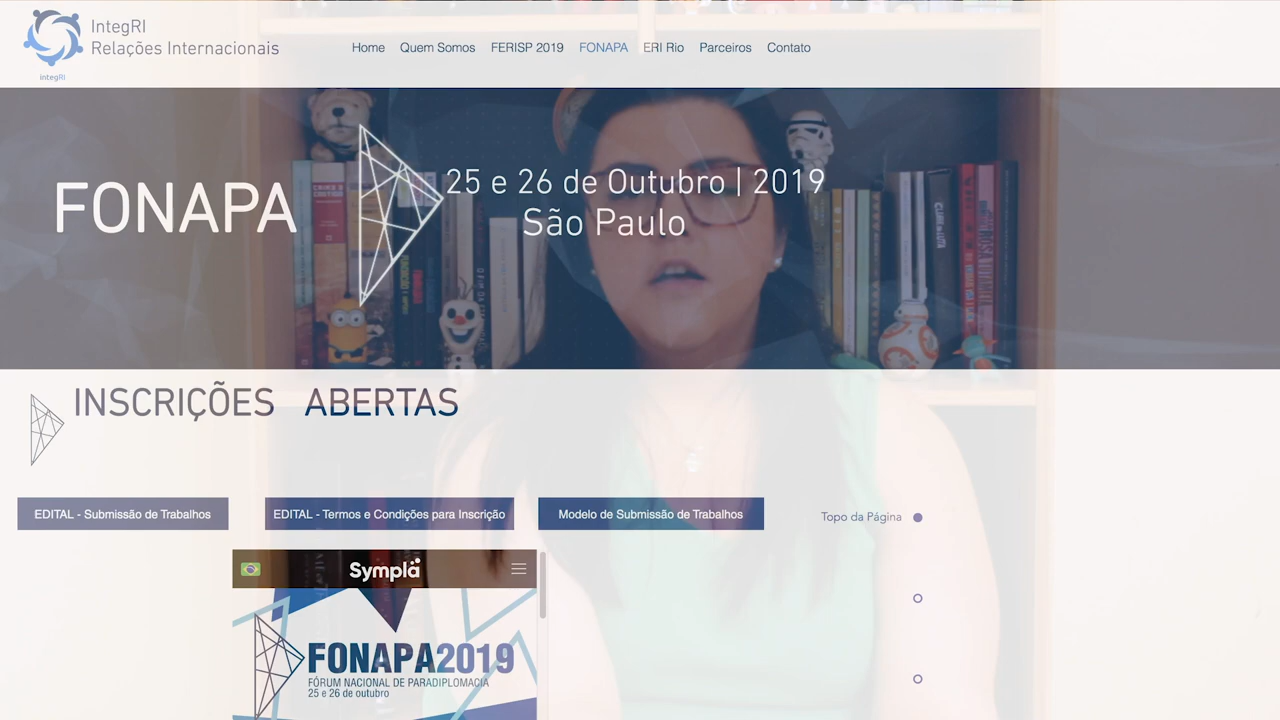 IntegRI
Relações Internacionais
integRI
Home Quem Somos FERISP 2019 FONAPA ERI Rio Parceiros Contato
FONAPA
25 e 26 de Outubro | 2019
São Paulo
INSCRIÇÕES ABERTAS
EDITAL - Submissão de Trabalhos
EDITAL - Termos e Condições para Inscrição
Modelo de Submissão de Trabalhos
Topo da Página
Sympla
FONAPA2019
FÓRUM NACIONAL DE PARADIPLOMACIA
25 e 26 de outubro